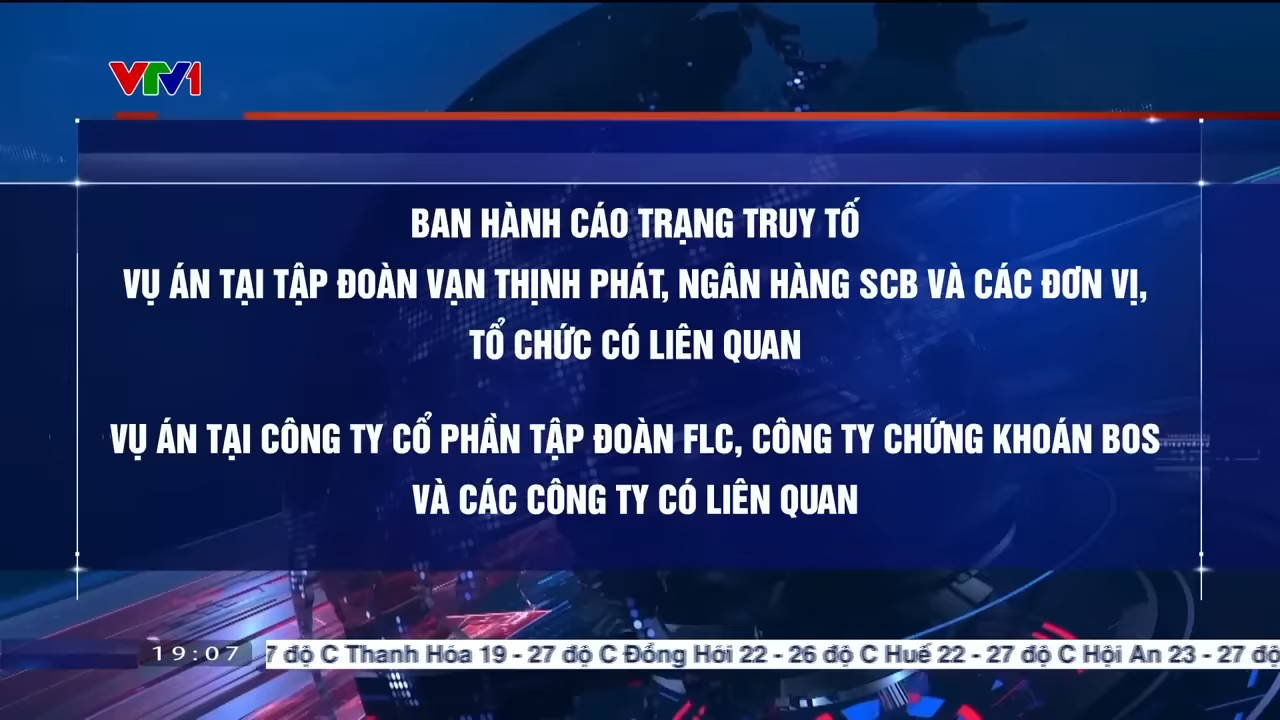 VTV1
BAN HÀNH CÁO TRẠNG TRUY TỐ
VỤ ÁN TẠI TẬP ĐOÀN VẠN THỊNH PHÁT, NGÂN HÀNG SCB VÀ CÁC ĐƠN VỊ,
TỔ CHỨC CÓ LIÊN QUAN
VỤ ÁN TẠI CÔNG TY CỔ PHẦN TẬP ĐOÀN FLC, CÔNG TY CHỨNG KHOÁN BOS
VÀ CÁC CÔNG TY CÓ LIÊN QUAN
19:07 7 độ C Thanh Hóa 19 - 27 độ C Đồng Hới 22 - 26 độ C Huế 22 - 27 độ C Hội An 23 - 27 độ